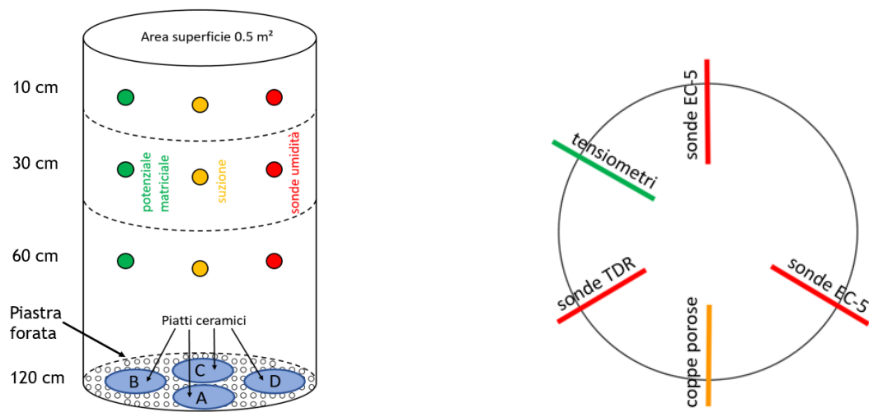 Area superficie 0.5 m²
10 cm
30 cm
potenziale
matriciale
suzione
sonde umidità
60 cm
Piastra
forata
Piatti ceramici
120 cm
B
C
A
D
sonde EC-5
tensiometri
sonde TDR
sonde EC-5
coppe porose